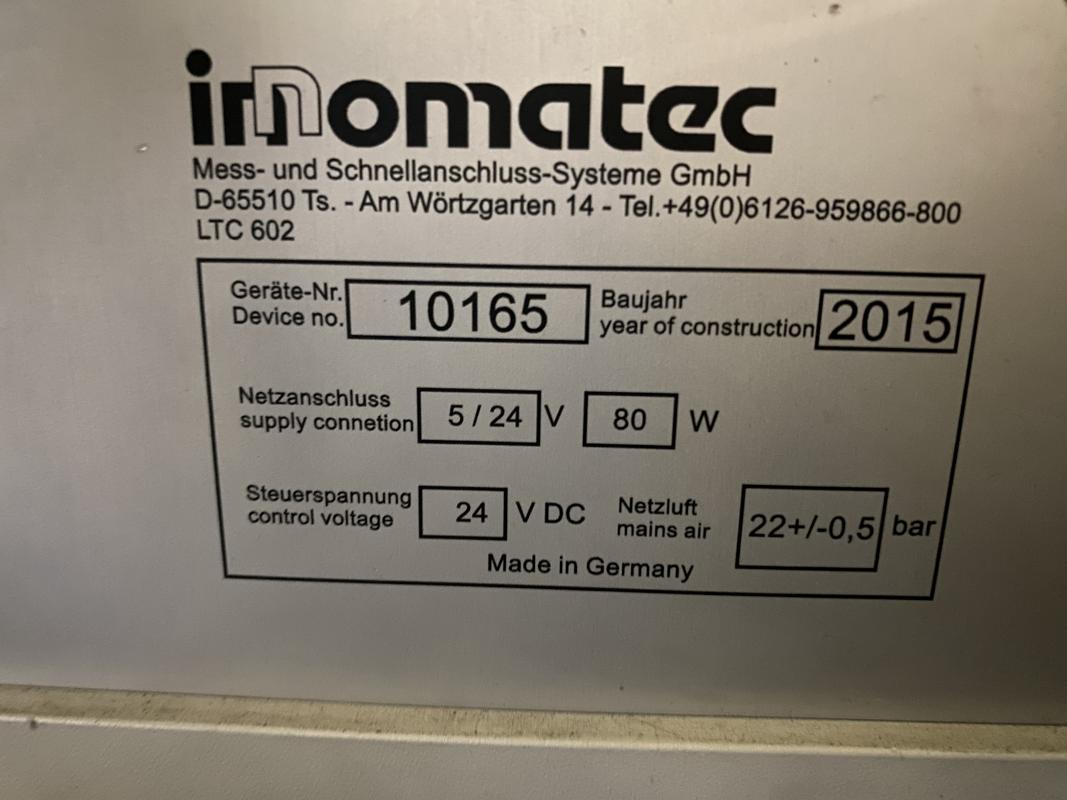 innomatec
Mess- und Schnellanschluss-Systeme GmbH
D-65510 Ts. - Am Wörtzgarten 14 - Tel.+49(0)6126-959866-800
LTC 602
Geräte-Nr.
Device no.
10165
Baujahr
year of construction
2015
Netzanschluss
supply connetion
5 / 24 V
80 W
Steuerspannung
control voltage
24 V DC
Netzluft
mains air
22+/-0,5 bar
Made in Germany